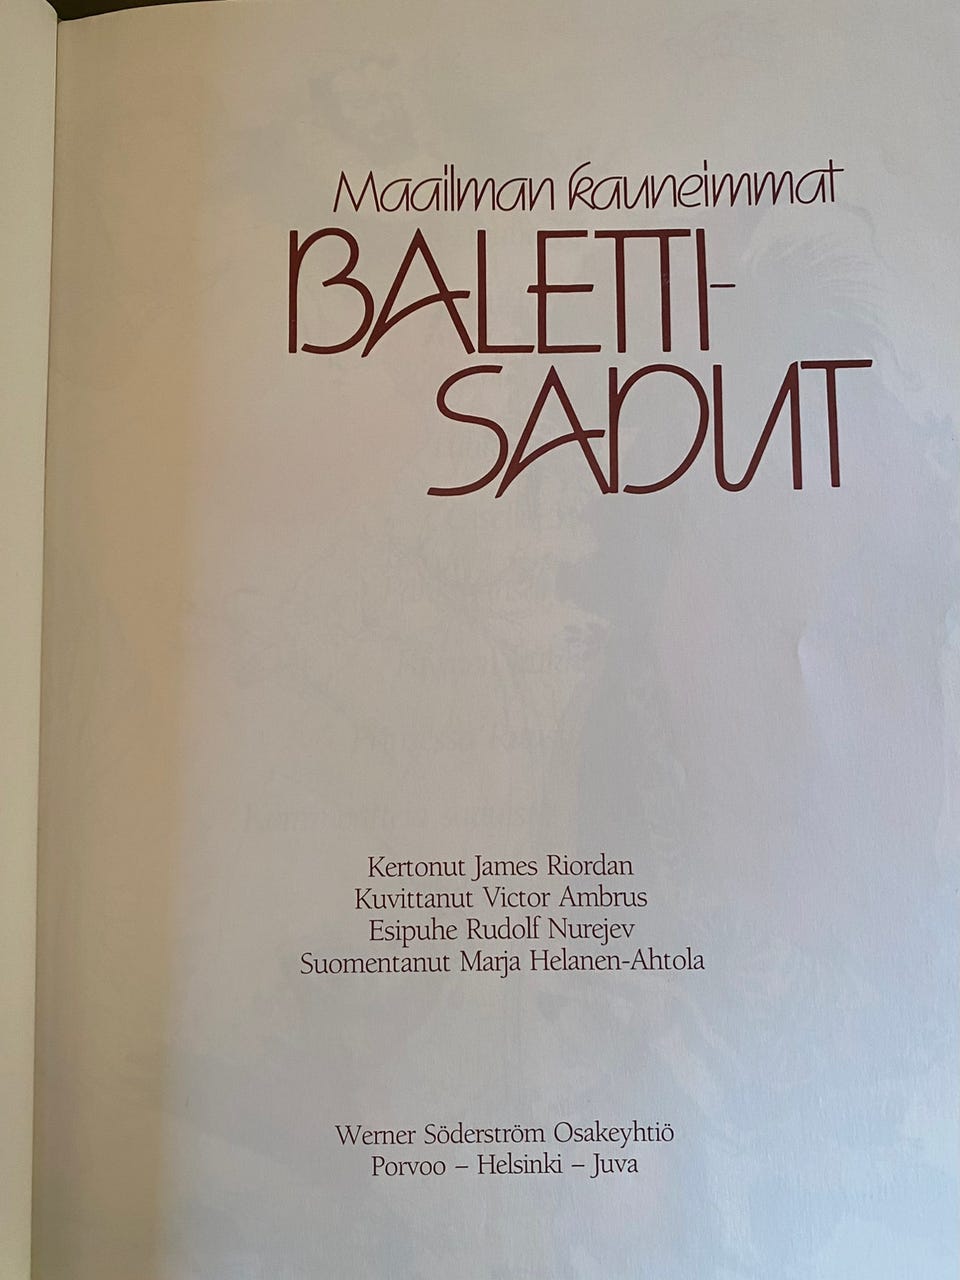 Maailman kauneimmat
BALETTI-
SADUT
Kertonut James Riordan
Kuvittanut Victor Ambrus
Esipuhe Rudolf Nurejev
Suomentanut Marja Helanen-Ahtola
Werner Söderström Osakeyhtiö
Porvoo – Helsinki – Juva